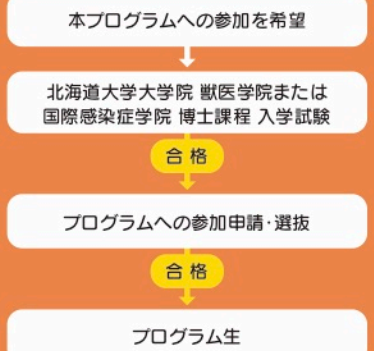 本プログラムへの参加を希望
北海道大学大学院 獣医学院または
国際感染症学院 博士課程 入学試験
合格
プログラムへの参加申請・選抜
合格
プログラム生